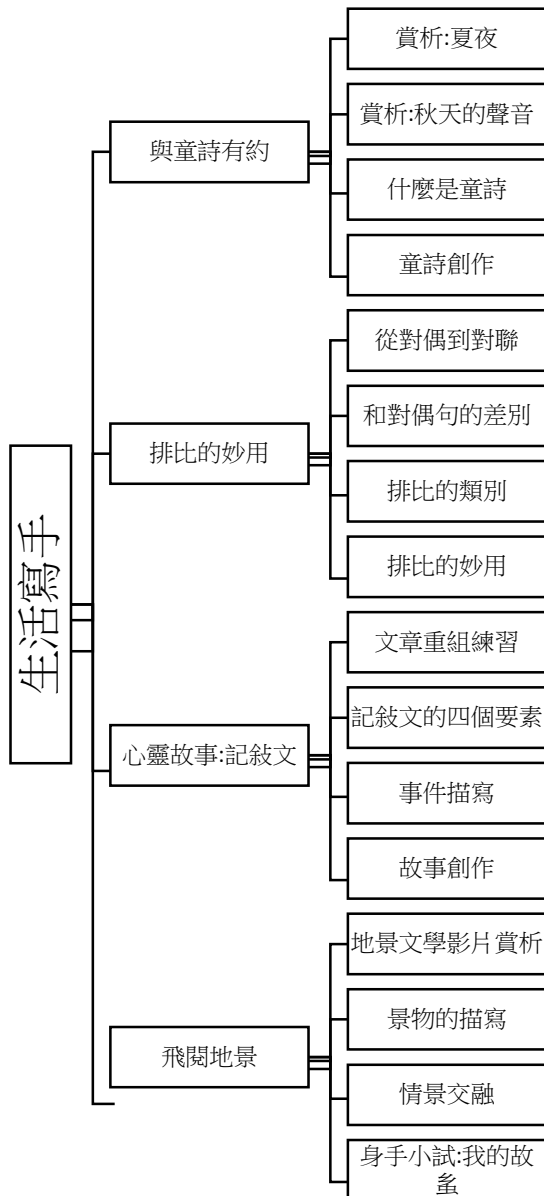 生活寫手
與童詩有約
賞析:夏夜
賞析:秋天的聲音
什麼是童詩
童詩創作
排比的妙用
從對偶到對聯
和對偶句的差別
排比的類別
排比的妙用
心靈故事:記敍文
文章重組練習
記敍文的四個要素
事件描寫
故事創作
飛閱地景
地景文學影片賞析
景物的描寫
情景交融
身手小試:我的故